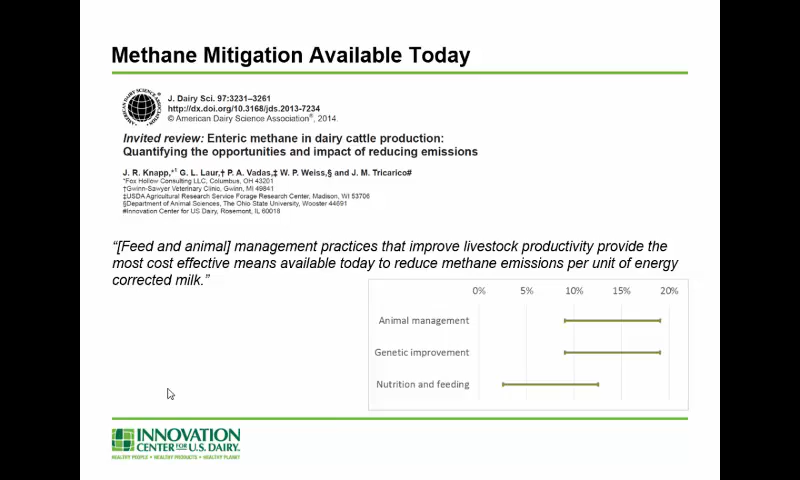 Methane Mitigation Available Today
AMERICAN DAIRY SCIENCE ASSOCIATION®
J. Dairy Sci. 97:3231–3261
http://dx.doi.org/10.3168/jds.2013-7234
© American Dairy Science Association®, 2014.
Invited review: Enteric methane in dairy cattle production:
Quantifying the opportunities and impact of reducing emissions
J. R. Knapp,*¹ G. L. Laur,† P. A. Vadas,‡ W. P. Weiss,§ and J. M. Tricarico#
*Fox Hollow Consulting LLC, Columbus, OH 43201
†Gwinn-Sawyer Veterinary Clinic, Gwinn, MI 49841
‡USDA Agricultural Research Service Forage Research Center, Madison, WI 53706
§Department of Animal Sciences, The Ohio State University, Wooster 44691
#Innovation Center for US Dairy, Rosemont, IL 60018
“[Feed and animal] management practices that improve livestock productivity provide the
most cost effective means available today to reduce methane emissions per unit of energy
corrected milk.”
0% 5% 10% 15% 20%
Animal management
Genetic improvement
Nutrition and feeding
INNOVATION
CENTER FOR U.S. DAIRY.
HEALTHY PEOPLE • HEALTHY PRODUCTS • HEALTHY PLANET